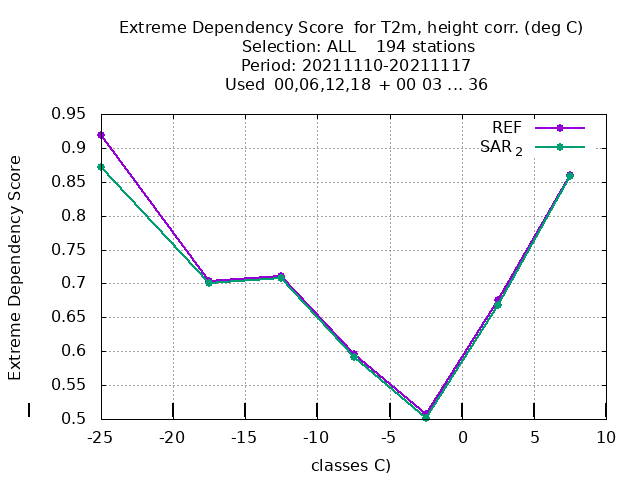 Extreme Dependency Score for T2m, height corr. (deg C)
Selection: ALL 194 stations
Period: 20211110-20211117
Used 00,06,12,18 + 00 03 ... 36
REF
SAR 2
Extreme Dependency Score
0.95
0.9
0.85
0.8
0.75
0.7
0.65
0.6
0.55
0.5
-25 -20 -15 -10 -5 0 5 10
classes C)